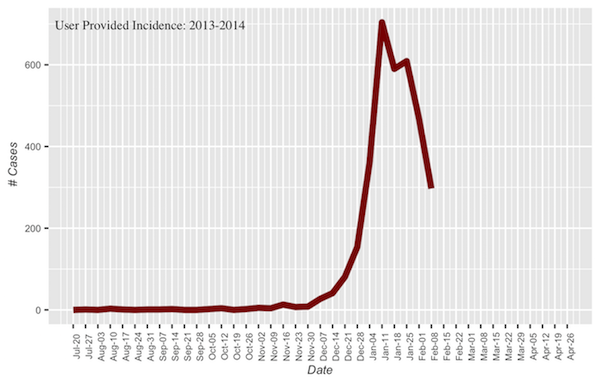 User Provided Incidence: 2013-2014
# Cases
600
400
200
0
Jul-20
Jul-27
Aug-03
Aug-10
Aug-17
Aug-24
Aug-31
Sep-07
Sep-14
Sep-21
Sep-28
Oct-05
Oct-12
Oct-19
Oct-26
Nov-02
Nov-09
Nov-16
Nov-23
Nov-30
Dec-07
Dec-14
Dec-21
Dec-28
Jan-04
Jan-11
Jan-18
Jan-25
Feb-01
Feb-08
Feb-15
Feb-22
Mar-01
Mar-08
Mar-15
Mar-22
Mar-29
Apr-05
Apr-12
Apr-19
Apr-26
Date